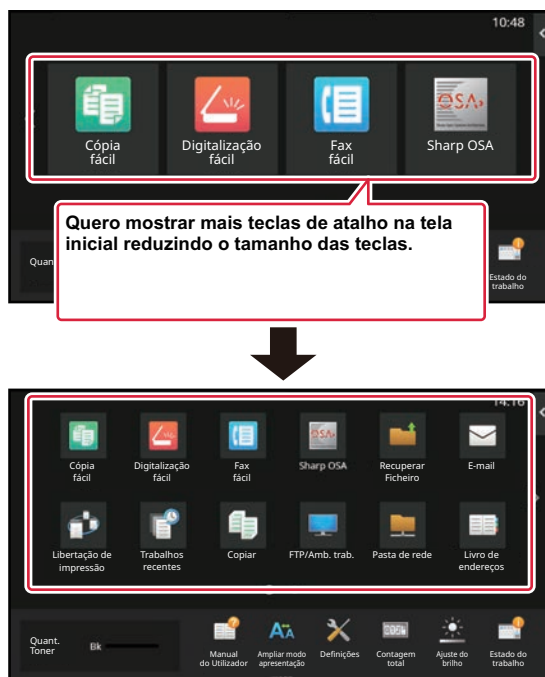 10:48
Cópia
fácil
Digitalização
fácil
Fax
fácil
OSA
Sharp OSA
Quero mostrar mais teclas de atalho na tela
inicial reduzindo o tamanho das teclas.
Quan
Estado do
trabalho
14:16
Cópia
fácil
Digitalização
fácil
Fax
fácil
OSA
Sharp OSA
Recuperar
Ficheiro
E-mail
Libertação de
impressão
Trabalhos
recentes
Copiar
FTP/Amb. trab.
Pasta de rede
Livro de
endereços
Quant.
Toner
Bk
Manual
do Utilizador
Ampliar modo
apresentação
Definições
Contagem
total
Ajuste do
brilho
Estado do
trabalho